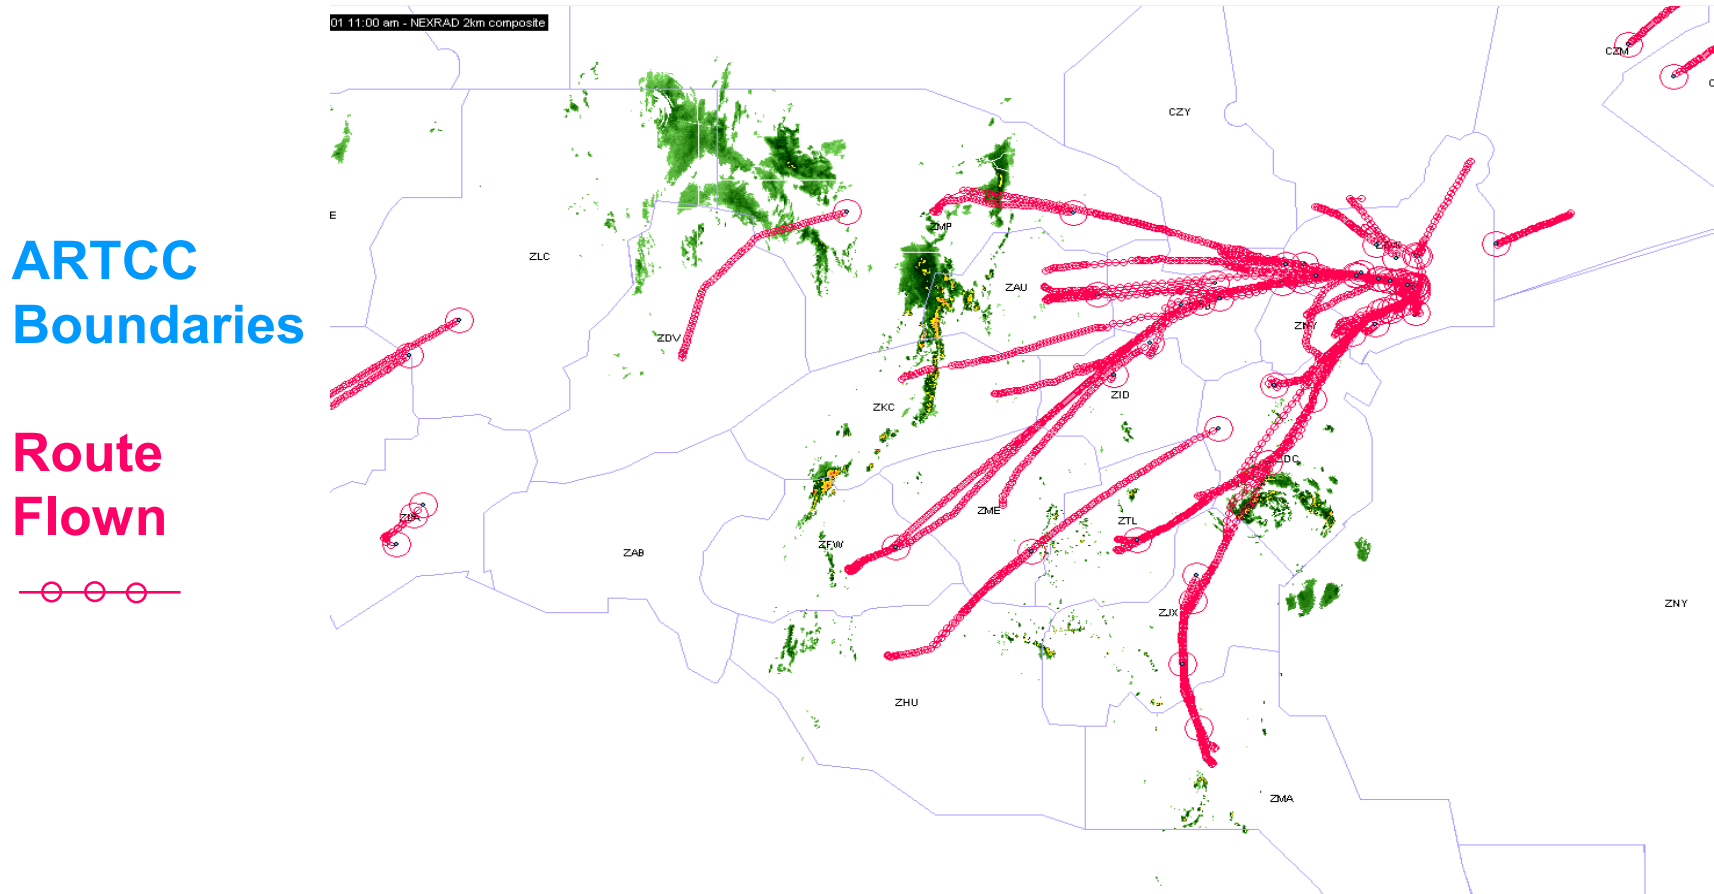 01 11:00 am - NEXRAD 2km composite
CZM
C
CZY
E
ZMP
ZLC
ARTCC
Boundaries
ZAU
ZNY
ZDV
ZID
ZKC
Route
Flown
ZDC
ZME
ZTL
ZFW
ZAB
ZNY
ZJX
ZHU
ZMA